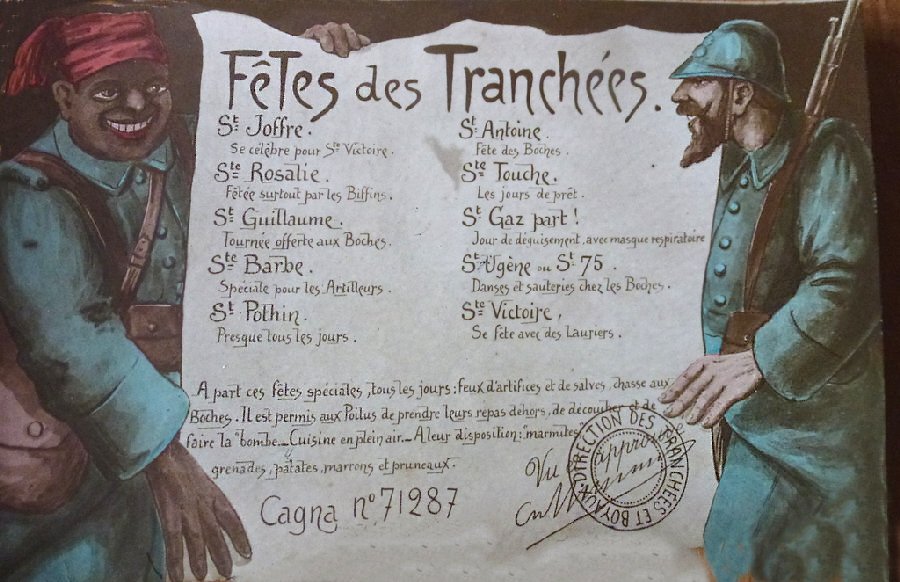 Fêtes des Tranchées.
St Joffre.
Se célèbre pour Ste Victoire.
Ste Rosalie.
Fêtée surtout par les Biffins.
St Guillaume.
Tournée offerte aux Boches.
Ste Barbe.
Spéciale pour les Artilleurs.
St Pothin.
Presque tous les jours.
St Antoine.
Fête des Boches.
Ste Touche.
Les jours de prêt.
St Gaz part!
Jour de déguisement, avec masque respiratoire
St Ugène ou St 75.
Danses et sauteries chez les Boches.
Ste Victoire,
Se fête avec des Lauriers.
A part ces fêtes spéciales, tous les jours: feux d'artifices et de salves, chasse aux
Boches. Il est permis aux Poilus de prendre leurs repas dehors, de découcher et de
faire la "bombe. Cuisine en plein air. A leur disposition: "marmites
grenades, patates, marrons et pruneaux.
Vu
approuvé
DIRECTION DES TRANCHÉES ET BOYAUX
Cagna nº 71287